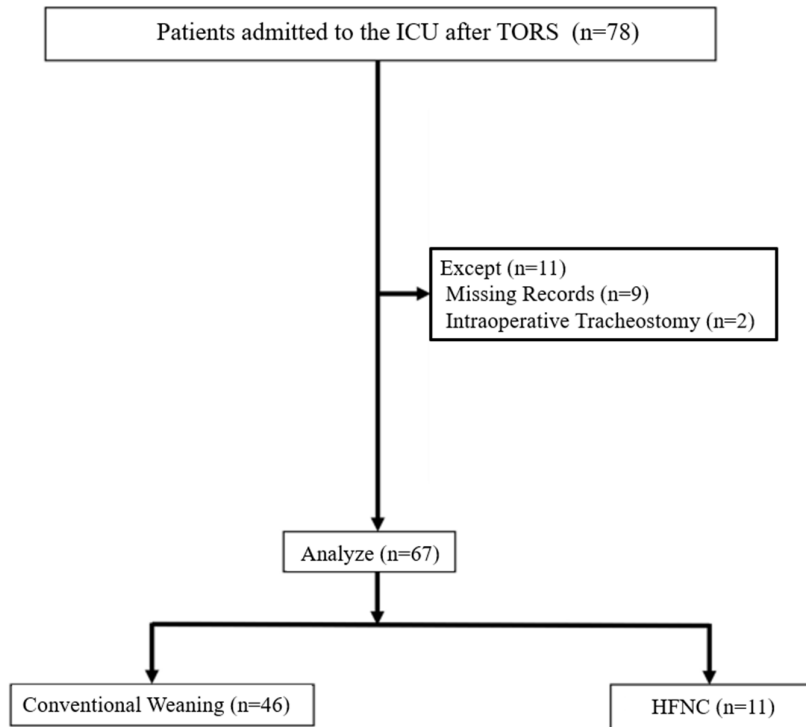 Patients admitted to the ICU after TORS (n=78)
Except (n=11)
Missing Records (n=9)
Intraoperative Tracheostomy (n=2)
Analyze (n=67)
Conventional Weaning (n=46)
HFNC (n=11)